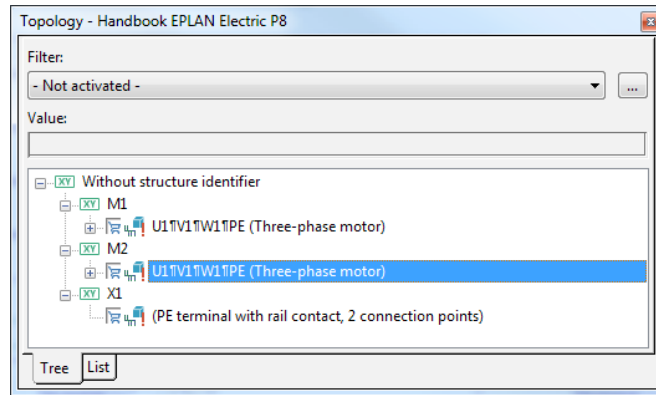 Topology - Handbook EPLAN Electric P8
Filter:
- Not activated -
...
Value:
XY Without structure identifier
XY M1
U1¶V1¶W1¶PE (Three-phase motor)
XY M2
U1¶V1¶W1¶PE (Three-phase motor)
XY X1
(PE terminal with rail contact, 2 connection points)
Tree List